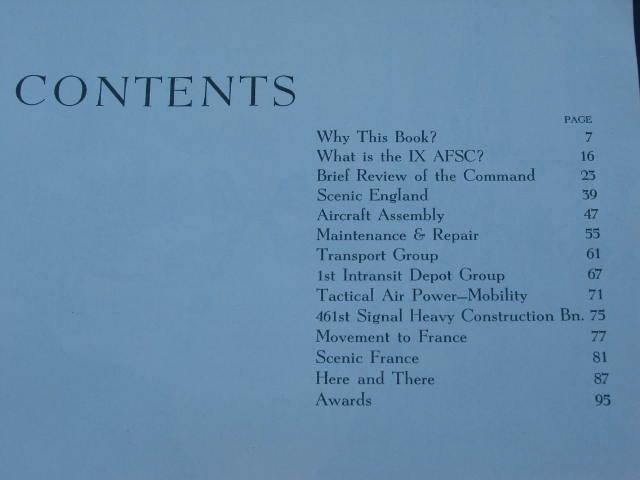 CONTENTS
PAGE
Why This Book? 7
What is the IX AFSC? 16
Brief Review of the Command 23
Scenic England 39
Aircraft Assembly 47
Maintenance & Repair 55
Transport Group 61
1st Intransit Depot Group 67
Tactical Air Power—Mobility 71
461st Signal Heavy Construction Bn. 75
Movement to France 77
Scenic France 81
Here and There 87
Awards 95